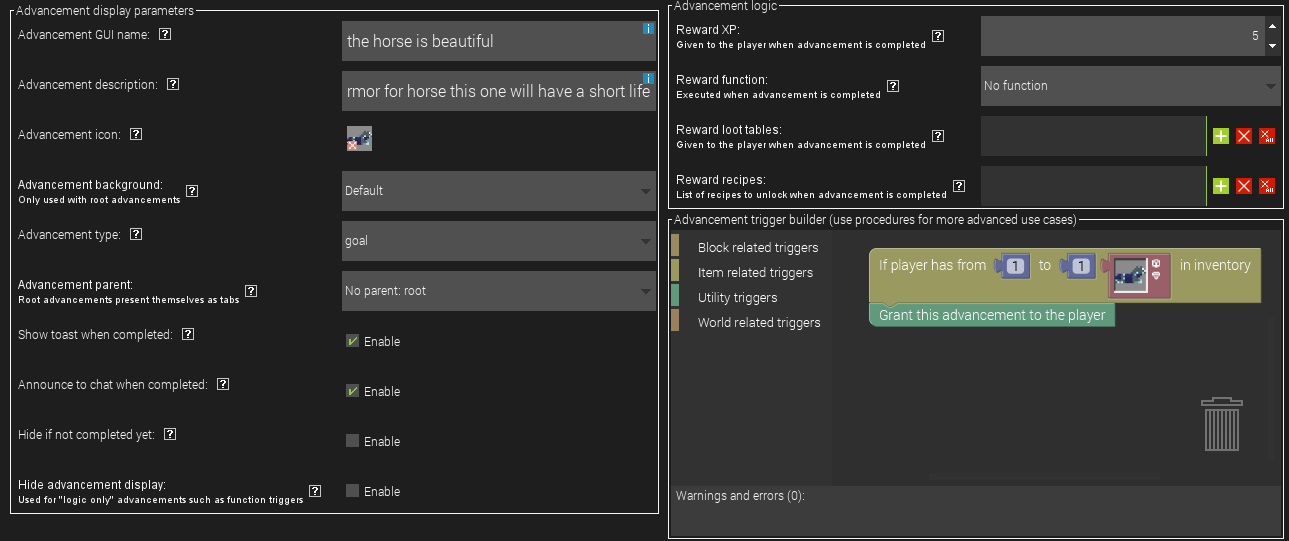 Advancement display parameters
Advancement GUI name: ?
the horse is beautiful
i
Advancement description: ?
rmor for horse this one will have a short life
i
Advancement icon: ?
Advancement background:
Only used with root advancements
?
Default
Advancement type: ?
goal
Advancement parent:
Root advancements present themselves as tabs
?
No parent: root
Show toast when completed: ?
Enable
Announce to chat when completed: ?
Enable
Hide if not completed yet: ?
Enable
Hide advancement display:
Used for "logic only" advancements such as function triggers
?
Enable
Advancement logic
Reward XP:
Given to the player when advancement is completed
?
5
Reward function:
Executed when advancement is completed
?
No function
Reward loot tables:
Given to the player when advancement is completed
?
All
Reward recipes:
List of recipes to unlock when advancement is completed
?
All
Advancement trigger builder (use procedures for more advanced use cases)
Block related triggers
Item related triggers
Utility triggers
World related triggers
If player has from 1 to 1 in inventory
Grant this advancement to the player
Warnings and errors (0):